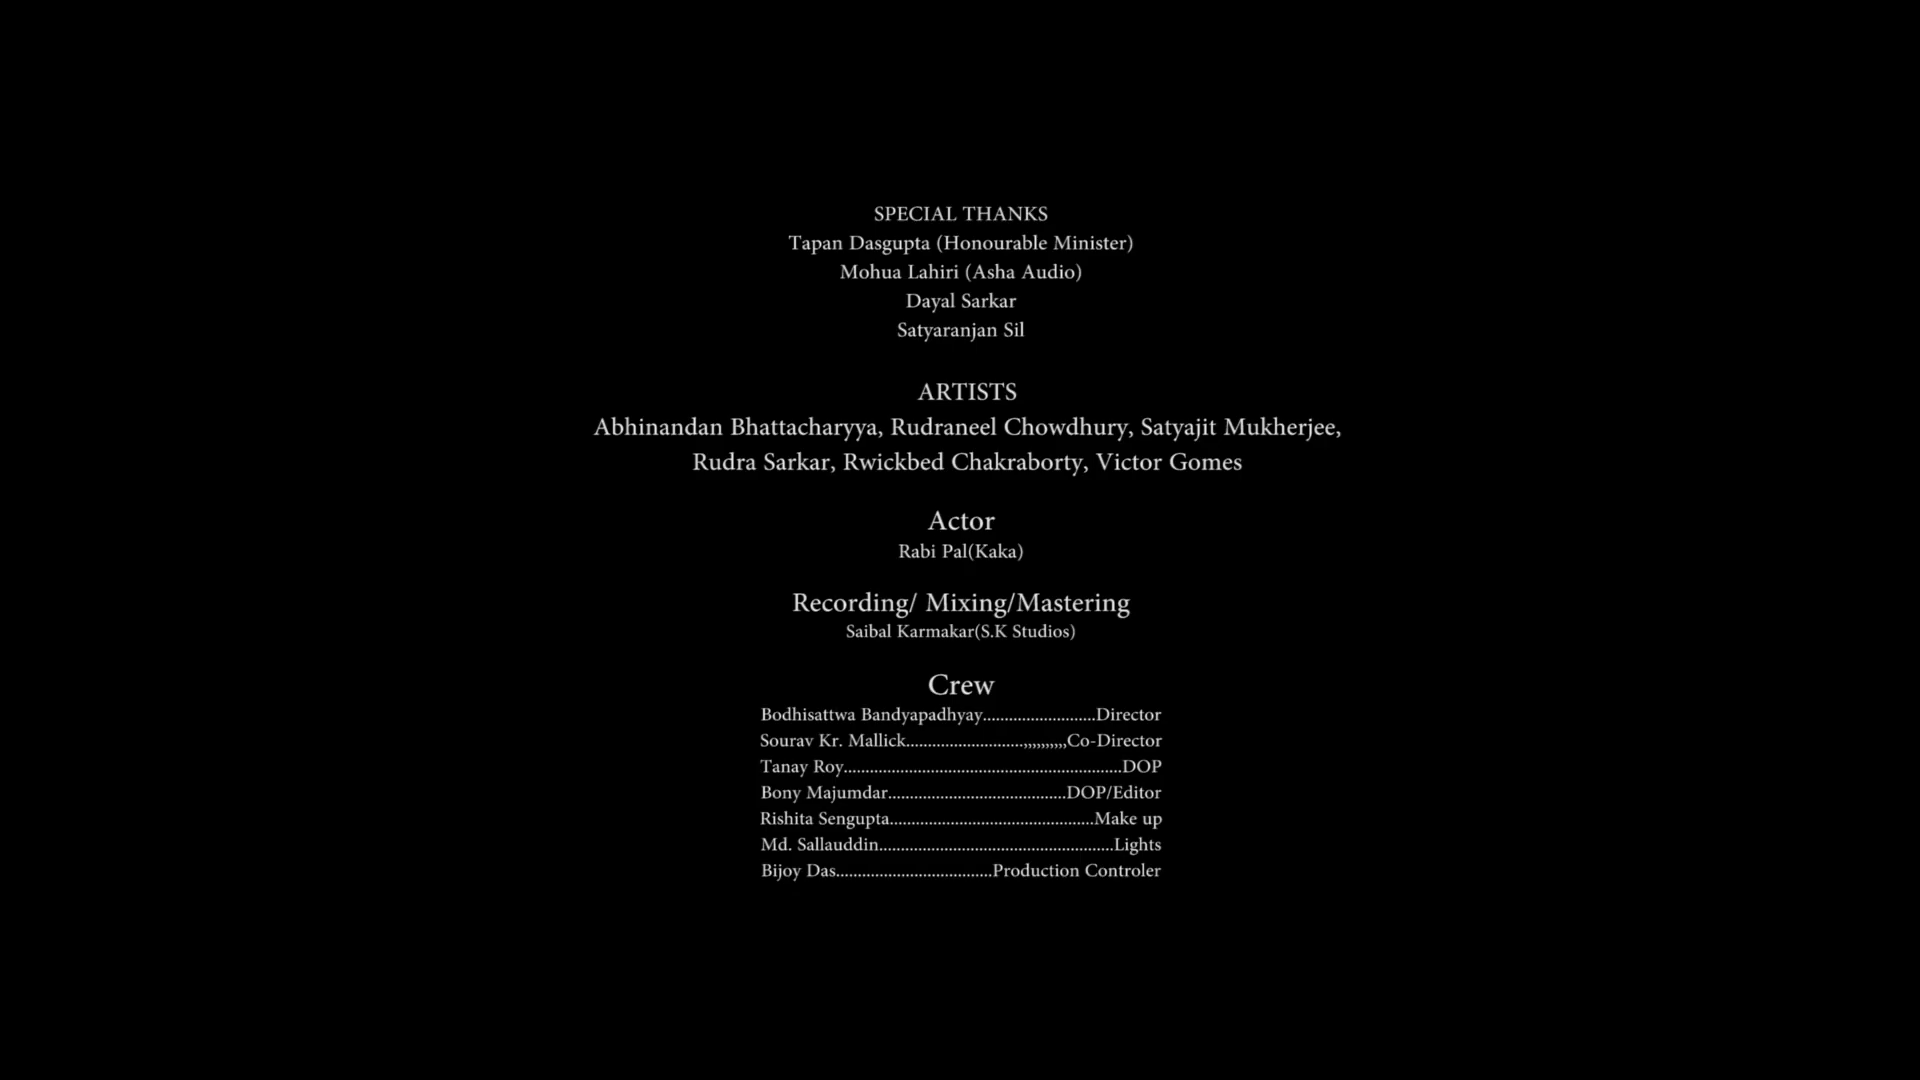 SPECIAL THANKS
Tapan Dasgupta (Honourable Minister)
Mohua Lahiri (Asha Audio)
Dayal Sarkar
Satyaranjan Sil
ARTISTS
Abhinandan Bhattacharyya, Rudraneel Chowdhury, Satyajit Mukherjee,
Rudra Sarkar, Rwickbed Chakraborty, Victor Gomes
Actor
Rabi Pal(Kaka)
Recording/ Mixing/Mastering
Saibal Karmakar(S.K Studios)
Crew
Bodhisattwa Bandyapadhyay..........................Director
Sourav Kr. Mallick...........................,,,,,,,,,,Co-Director
Tanay Roy................................................................DOP
Bony Majumdar.........................................DOP/Editor
Rishita Sengupta...............................................Make up
Md. Sallauddin......................................................Lights
Bijoy Das....................................Production Controler